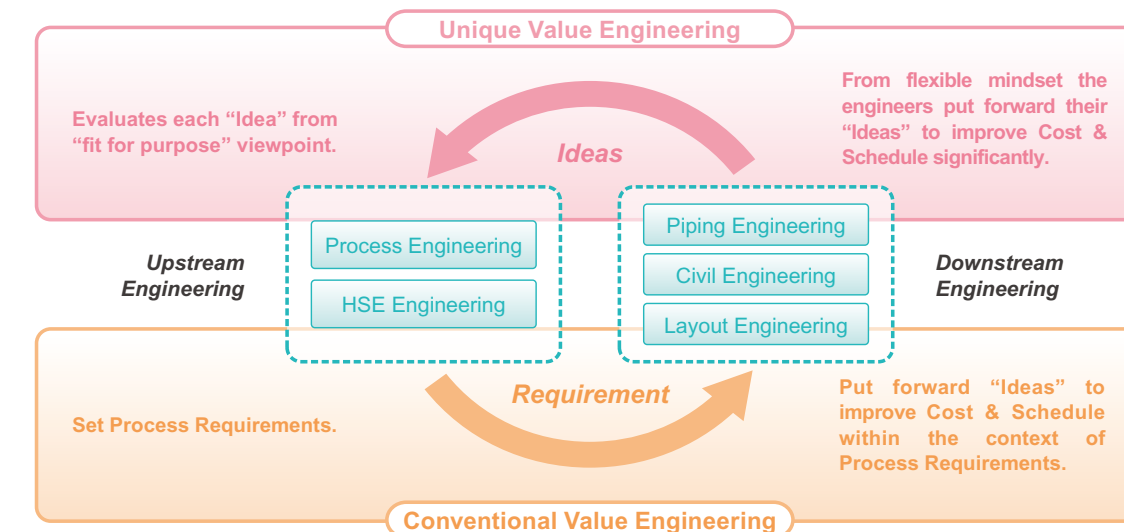 Unique Value Engineering
Evaluates each “Idea” from
“fit for purpose” viewpoint.
Ideas
From flexible mindset the
engineers put forward their
“Ideas” to improve Cost &
Schedule significantly.
Upstream
Engineering
Process Engineering
HSE Engineering
Piping Engineering
Civil Engineering
Layout Engineering
Downstream
Engineering
Set Process Requirements.
Requirement
Put forward “Ideas” to
improve Cost & Schedule
within the context of
Process Requirements.
Conventional Value Engineering